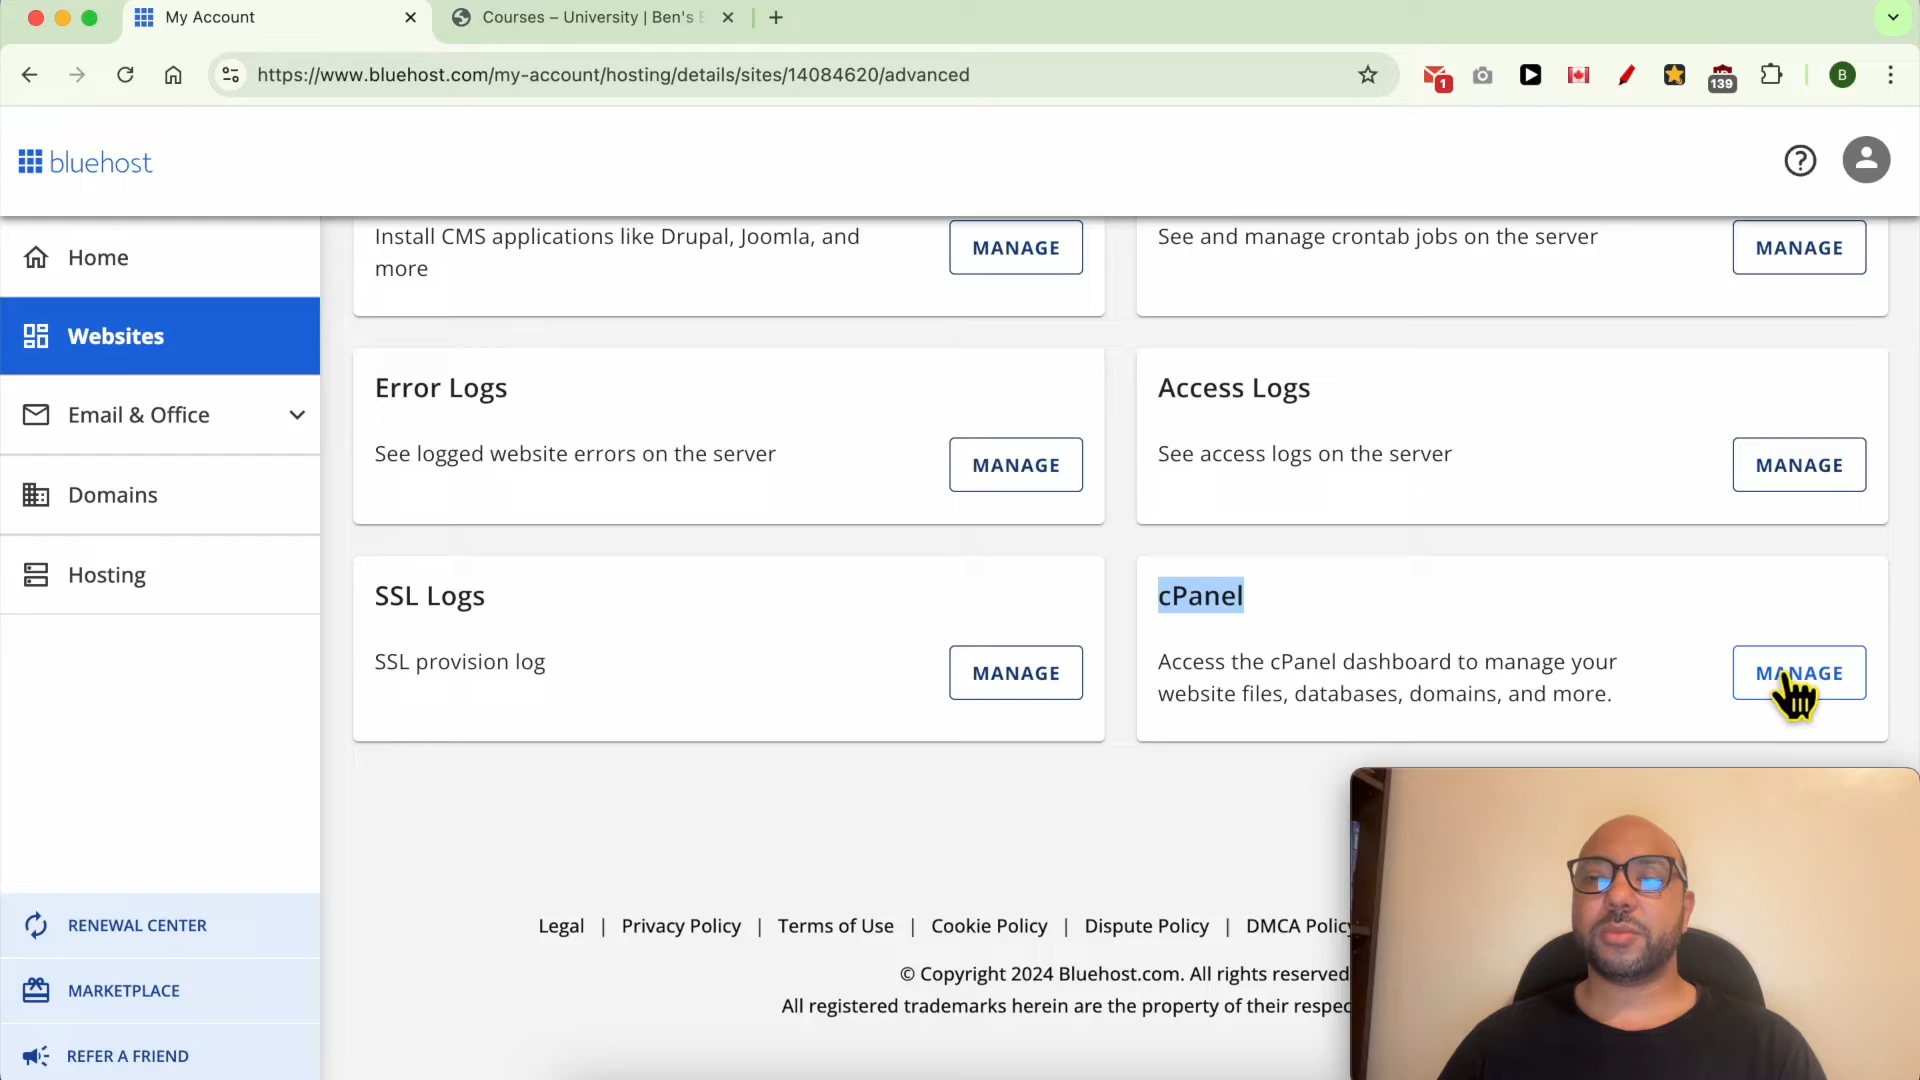 My Account
Courses – University | Ben's
https://www.bluehost.com/my-account/hosting/details/sites/14084620/advanced
1
139
B
bluehost
Home
Websites
Email & Office
Domains
Hosting
RENEWAL CENTER
MARKETPLACE
REFER A FRIEND
Install CMS applications like Drupal, Joomla, and
more
MANAGE
See and manage crontab jobs on the server
MANAGE
Error Logs
See logged website errors on the server
MANAGE
Access Logs
See access logs on the server
MANAGE
SSL Logs
SSL provision log
MANAGE
cPanel
Access the cPanel dashboard to manage your
website files, databases, domains, and more.
MANAGE
Legal | Privacy Policy | Terms of Use | Cookie Policy | Dispute Policy | DMCA Policy
© Copyright 2024 Bluehost.com. All rights reserved
All registered trademarks herein are the property of their